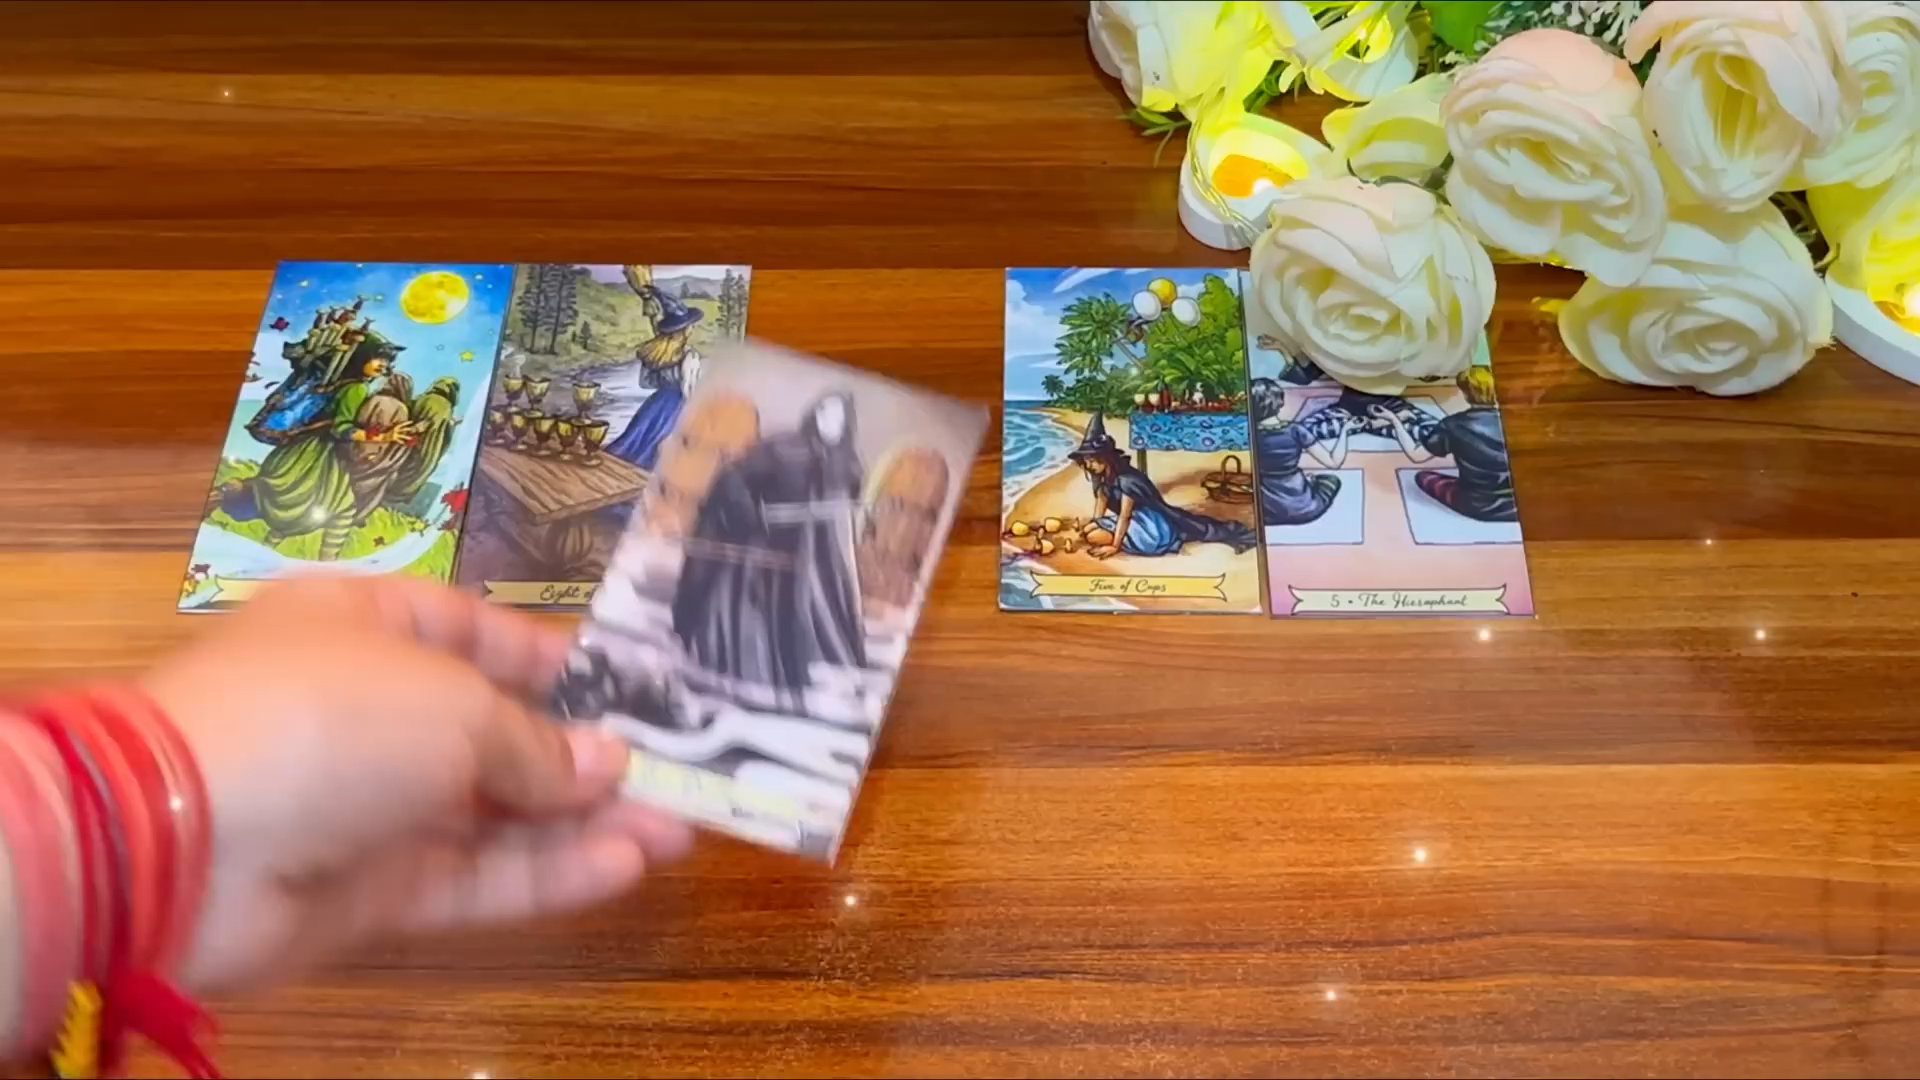 Eight of
Five of Cups
5 • The Hierophant